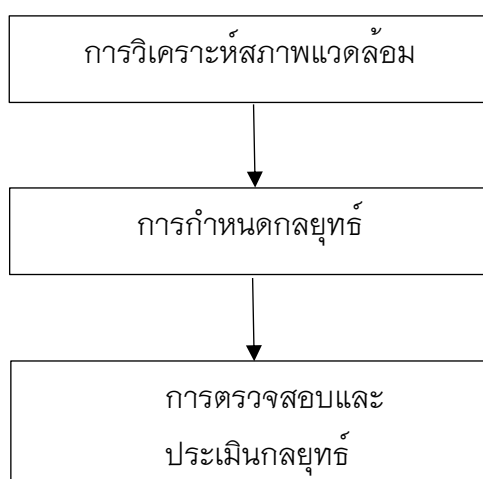 การวิเคราะห์สภาพแวดล้อม
การกำหนดกลยุทธ์
การตรวจสอบและ
ประเมินกลยุทธ์